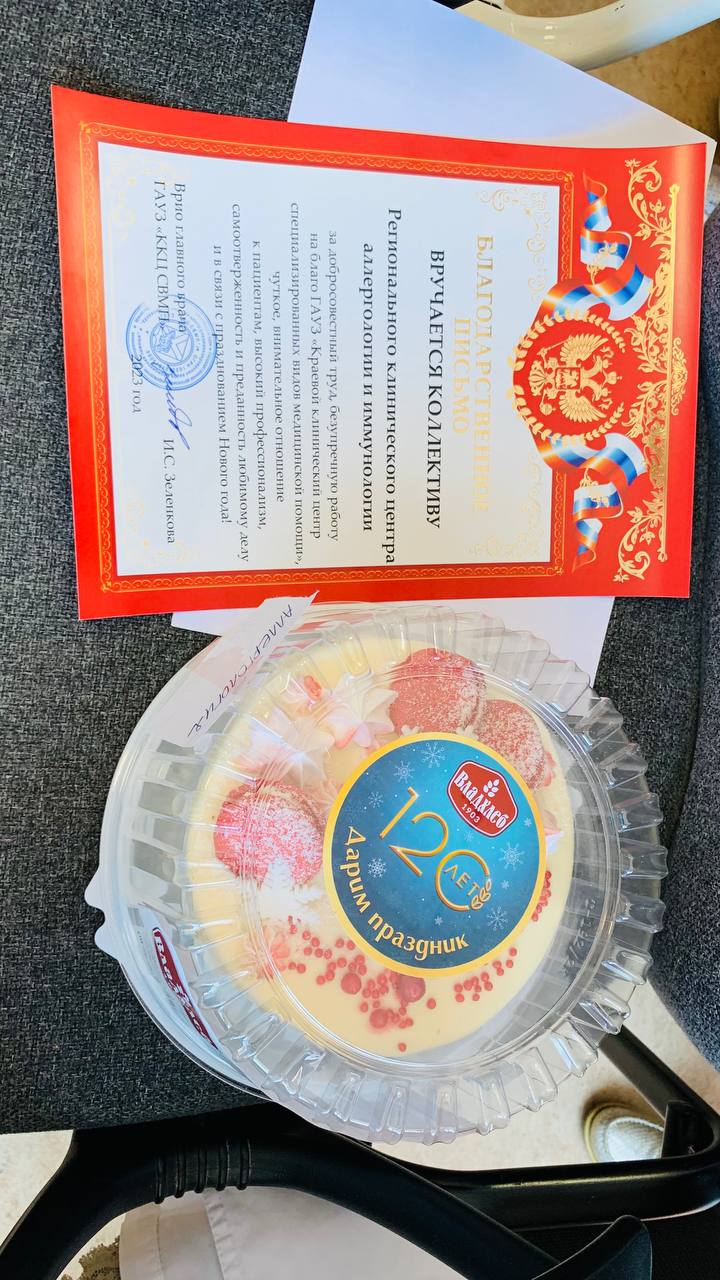 БЛАГОДАРСТВЕННОЕ
ПИСЬМО
ВРУЧАЕТСЯ КОЛЛЕКТИВУ
Регионального клинического центра
аллергологии и иммунологии
за добросовестный труд, безупречную работу
на благо ГАУЗ «Краевой клинический центр
специализированных видов медицинской помощи»,
чуткое, внимательное отношение
к пациентам, высокий профессионализм,
самоотверженность и преданность любимому делу
и в связи с празднованием Нового года!
Врио главного врача
ГАУЗ «ККЦ СВМП»
И.С. Зеленкова
2023 год
аллергология
ВЛАДХЛЕБ
1903
120
ЛЕТ
Дарим праздник
ВЛАДХЛЕБ